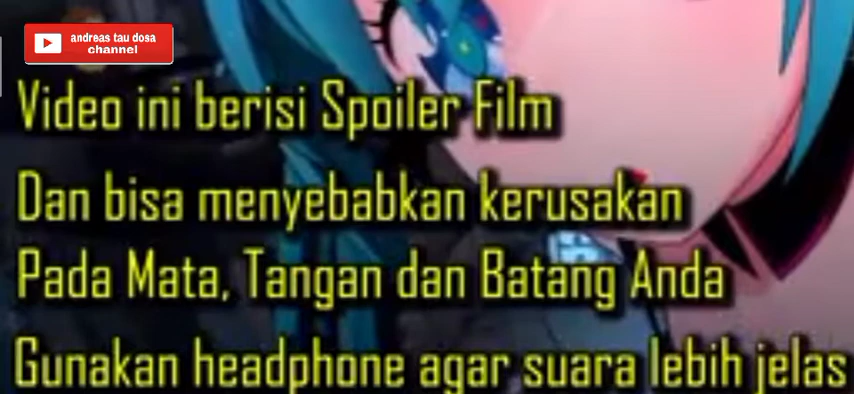 andreas tau dosa
channel
Video ini berisi Spoiler Film
Dan bisa menyebabkan kerusakan
Pada Mata, Tangan dan Batang Anda
Gunakan headphone agar suara lebih jelas